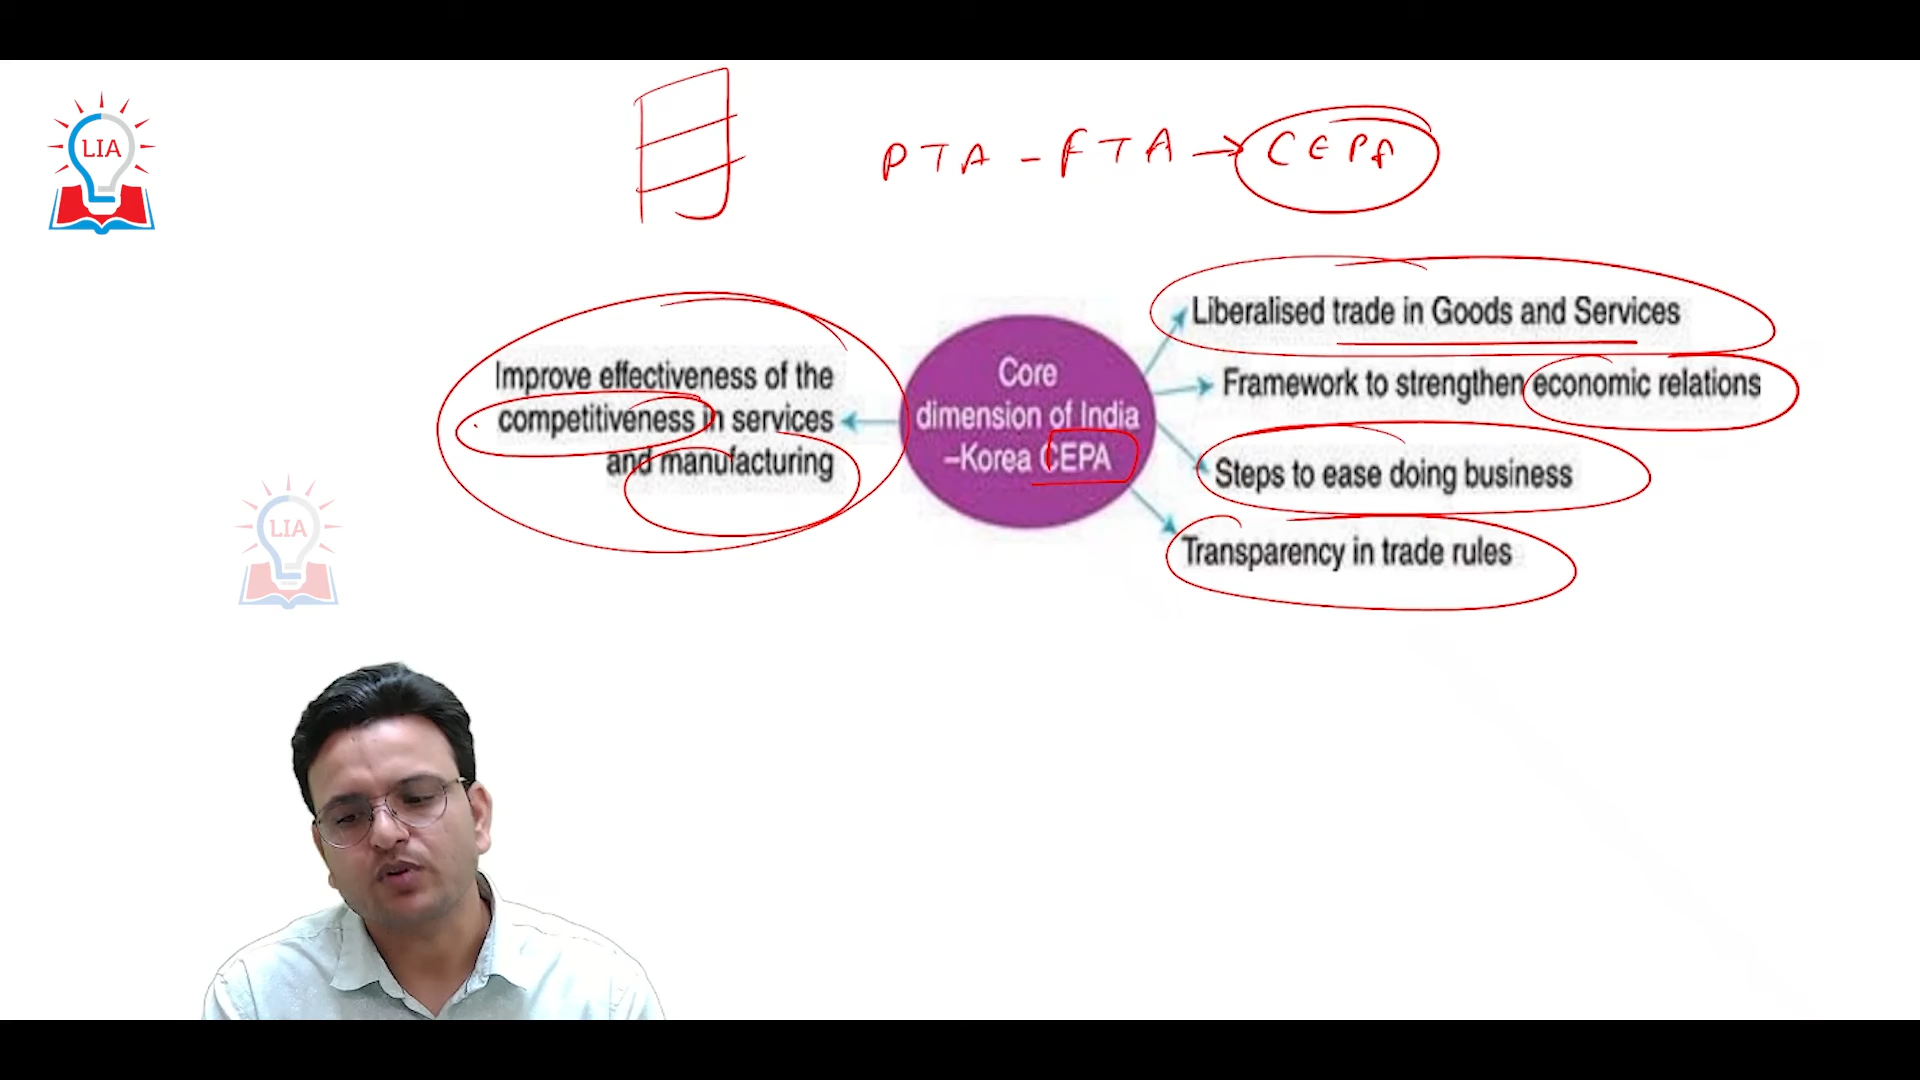 LIA
PTA - FTA → CEPA
Liberalised trade in Goods and Services
Improve effectiveness of the
competitiveness in services
and manufacturing
Core
dimension of India
–Korea CEPA
Framework to strengthen economic relations
Steps to ease doing business
Transparency in trade rules
LIA